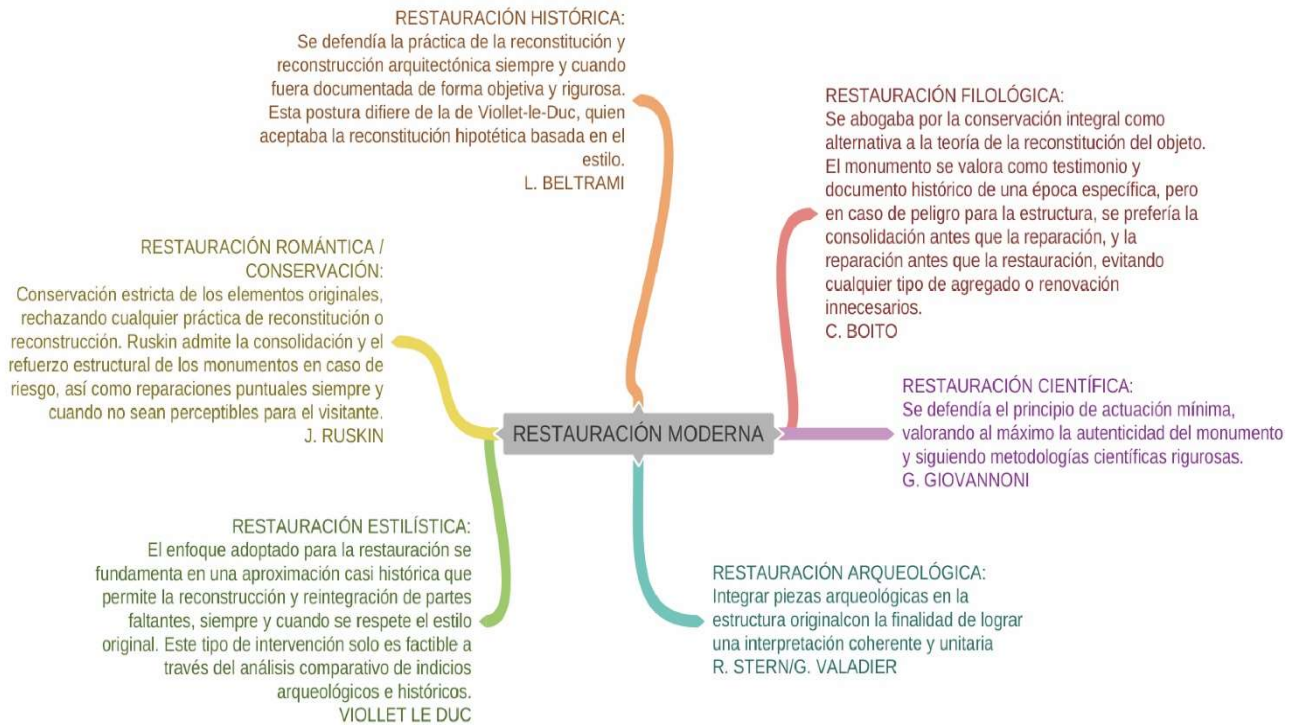 RESTAURACIÓN HISTÓRICA:
Se defendía la práctica de la reconstitución y
reconstrucción arquitectónica siempre y cuando
fuera documentada de forma objetiva y rigurosa.
Esta postura difiere de la de Viollet-le-Duc, quien
aceptaba la reconstitución hipotética basada en el
estilo.
L. BELTRAMI
RESTAURACIÓN FILOLÓGICA:
Se abogaba por la conservación integral como
alternativa a la teoría de la reconstitución del objeto.
El monumento se valora como testimonio y
documento histórico de una época específica, pero
en caso de peligro para la estructura, se prefería la
consolidación antes que la reparación, y la
reparación antes que la restauración, evitando
cualquier tipo de agregado o renovación
innecesarios.
C. BOITO
RESTAURACIÓN ROMÁNTICA /
CONSERVACIÓN:
Conservación estricta de los elementos originales,
rechazando cualquier práctica de reconstitución o
reconstrucción. Ruskin admite la consolidación y el
refuerzo estructural de los monumentos en caso de
riesgo, así como reparaciones puntuales siempre y
cuando no sean perceptibles para el visitante.
J. RUSKIN
RESTAURACIÓN MODERNA
RESTAURACIÓN CIENTÍFICA:
Se defendía el principio de actuación mínima,
valorando al máximo la autenticidad del monumento
y siguiendo metodologías científicas rigurosas.
G. GIOVANNONI
RESTAURACIÓN ESTILÍSTICA:
El enfoque adoptado para la restauración se
fundamenta en una aproximación casi histórica que
permite la reconstrucción y reintegración de partes
faltantes, siempre y cuando se respete el estilo
original. Este tipo de intervención solo es factible a
través del análisis comparativo de indicios
arqueológicos e históricos.
VIOLLET LE DUC
RESTAURACIÓN ARQUEOLÓGICA:
Integrar piezas arqueológicas en la
estructura originalcon la finalidad de lograr
una interpretación coherente y unitaria
R. STERN/G. VALADIER